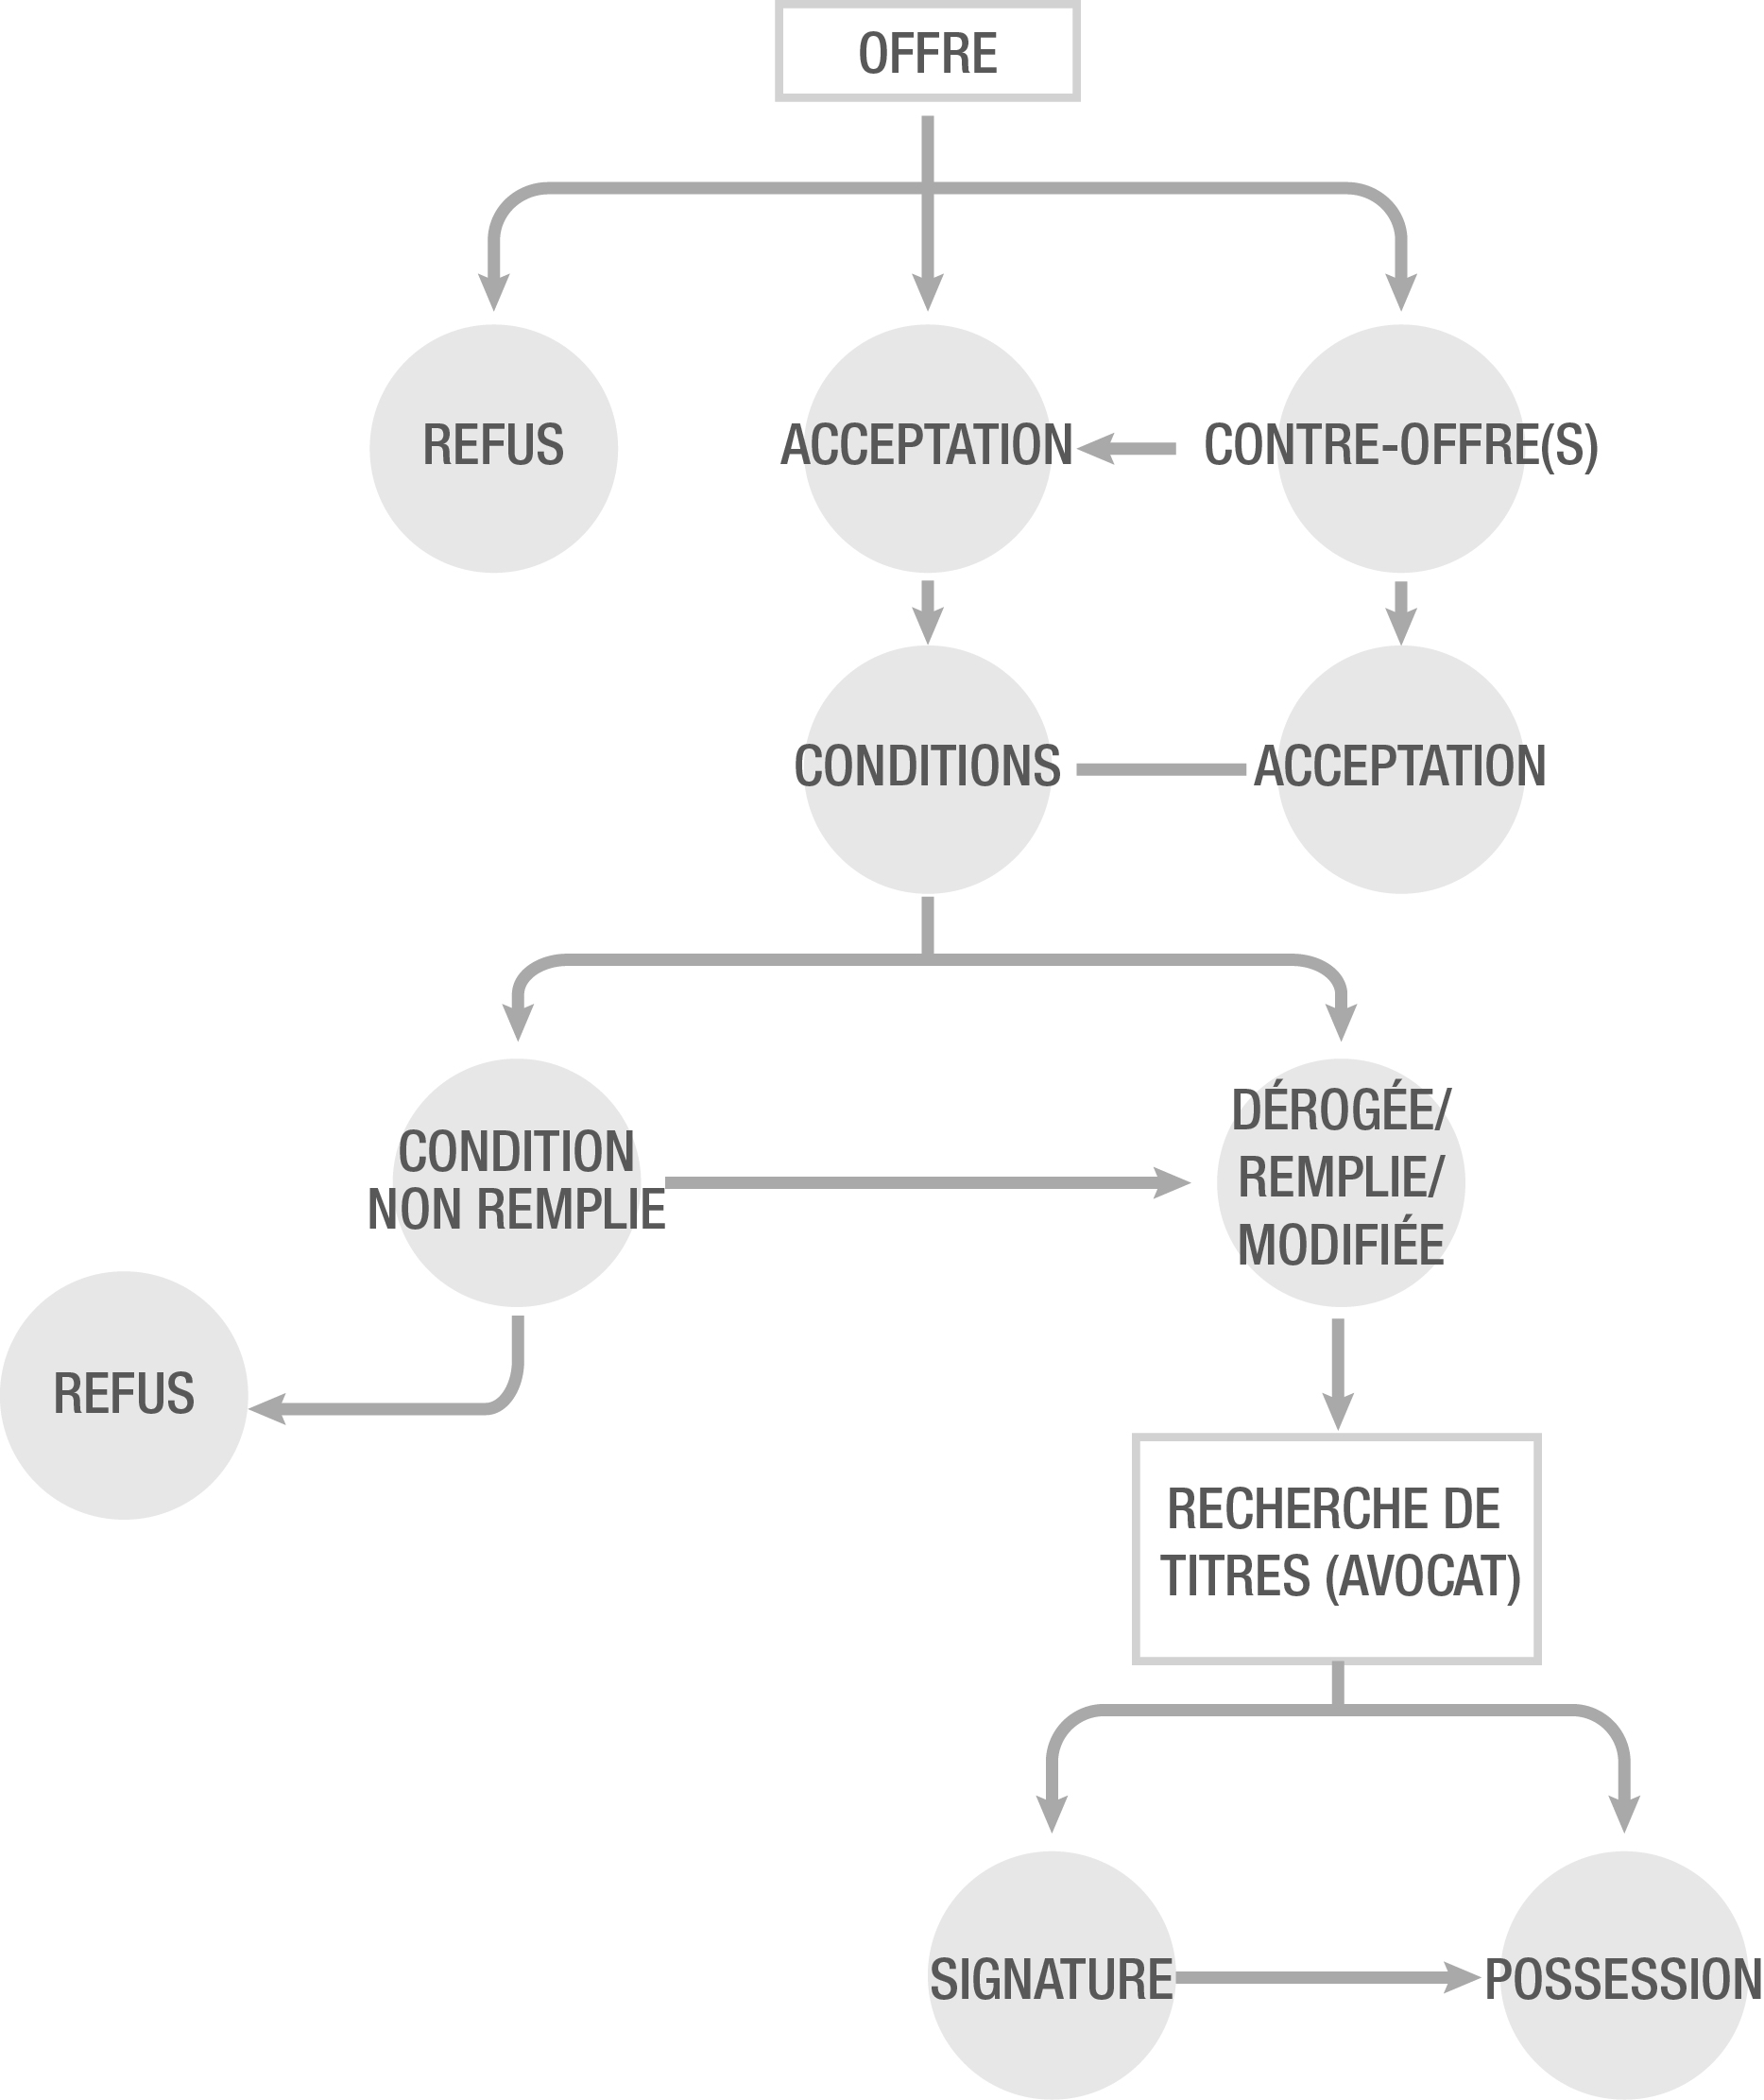 OFFRE
REFUS
ACCEPTATION
CONTRE-OFFRE(S)
CONDITIONS
ACCEPTATION
CONDITION
NON REMPLIE
DÉROGÉE/
REMPLIE/
MODIFIÉE
REFUS
RECHERCHE DE
TITRES (AVOCAT)
SIGNATURE
POSSESSION